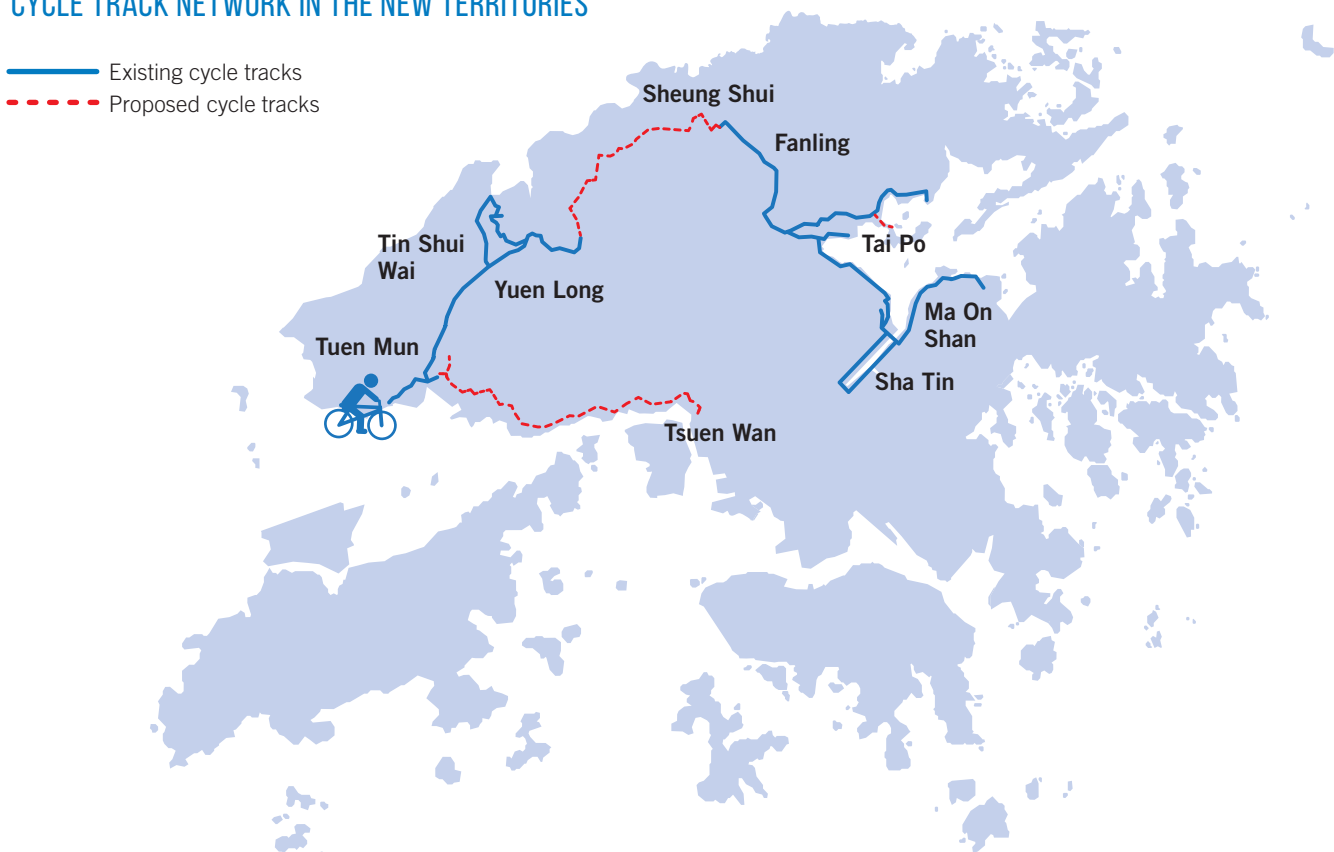 CYCLE TRACK NETWORK IN THE NEW TERRITORIES
Existing cycle tracks
Proposed cycle tracks
Sheung Shui
Fanling
Tin Shui
Wai
Tai Po
Yuen Long
Ma On
Shan
Tuen Mun
Sha Tin
Tsuen Wan